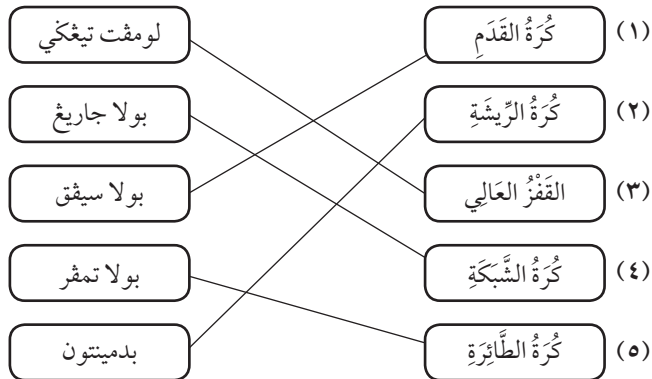 (١) كُرَةُ القَدَمِ لومڤت تيڠكي
(٢) كُرَةُ الرِّيشَةِ بولا جاريڠ
(٣) القَفْزُ العَالِي بولا سيڤق
(٤) كُرَةُ الشَّبَكَةِ بولا تمڤر
(٥) كُرَةُ الطَّائِرَةِ بدمينتون